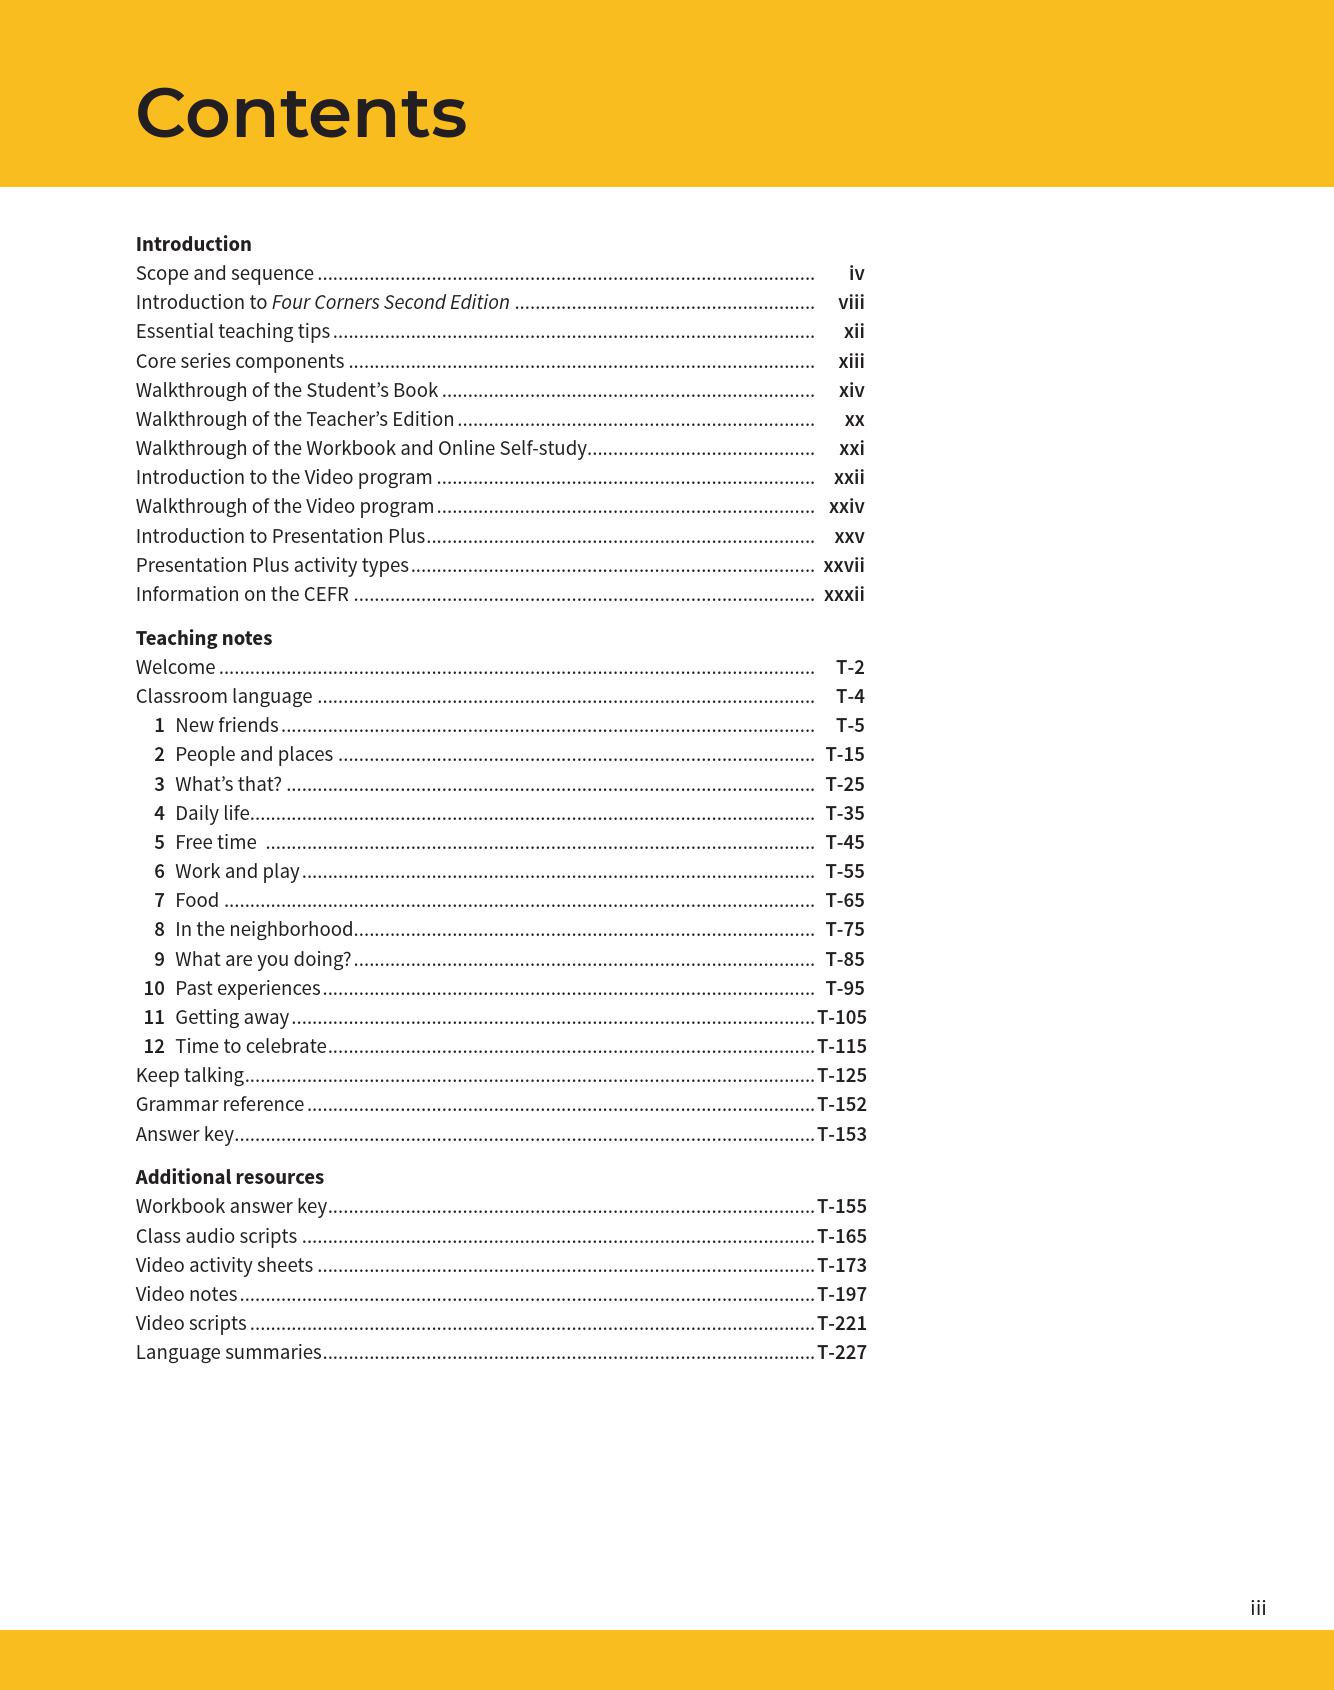 Contents
Introduction
Scope and sequence ........ iv
Introduction to Four Corners Second Edition ........ viii
Essential teaching tips ........ xii
Core series components ........ xiii
Walkthrough of the Student’s Book ........ xiv
Walkthrough of the Teacher’s Edition ........ xx
Walkthrough of the Workbook and Online Self-study ........ xxi
Introduction to the Video program ........ xxii
Walkthrough of the Video program ........ xxiv
Introduction to Presentation Plus ........ xxv
Presentation Plus activity types ........ xxvii
Information on the CEFR ........ xxxii
Teaching notes
Welcome ........ T-2
Classroom language ........ T-4
1 New friends ........ T-5
2 People and places ........ T-15
3 What’s that? ........ T-25
4 Daily life ........ T-35
5 Free time ........ T-45
6 Work and play ........ T-55
7 Food ........ T-65
8 In the neighborhood ........ T-75
9 What are you doing? ........ T-85
10 Past experiences ........ T-95
11 Getting away ........ T-105
12 Time to celebrate ........ T-115
Keep talking ........ T-125
Grammar reference ........ T-152
Answer key ........ T-153
Additional resources
Workbook answer key ........ T-155
Class audio scripts ........ T-165
Video activity sheets ........ T-173
Video notes ........ T-197
Video scripts ........ T-221
Language summaries ........ T-227
iii